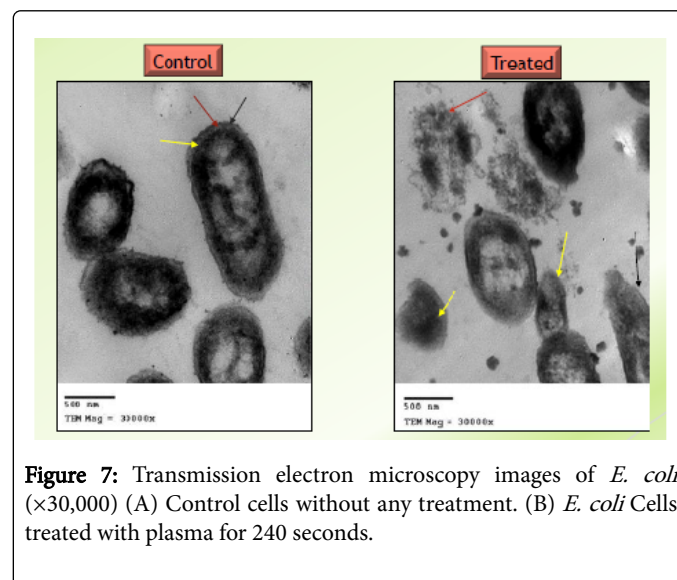 Control Treated
500 nm
TEM Mag = 30000x
500 nm
TEM Mag = 30000x
Figure 7: Transmission electron microscopy images of E. coli
(×30,000) (A) Control cells without any treatment. (B) E. coli Cells
treated with plasma for 240 seconds.